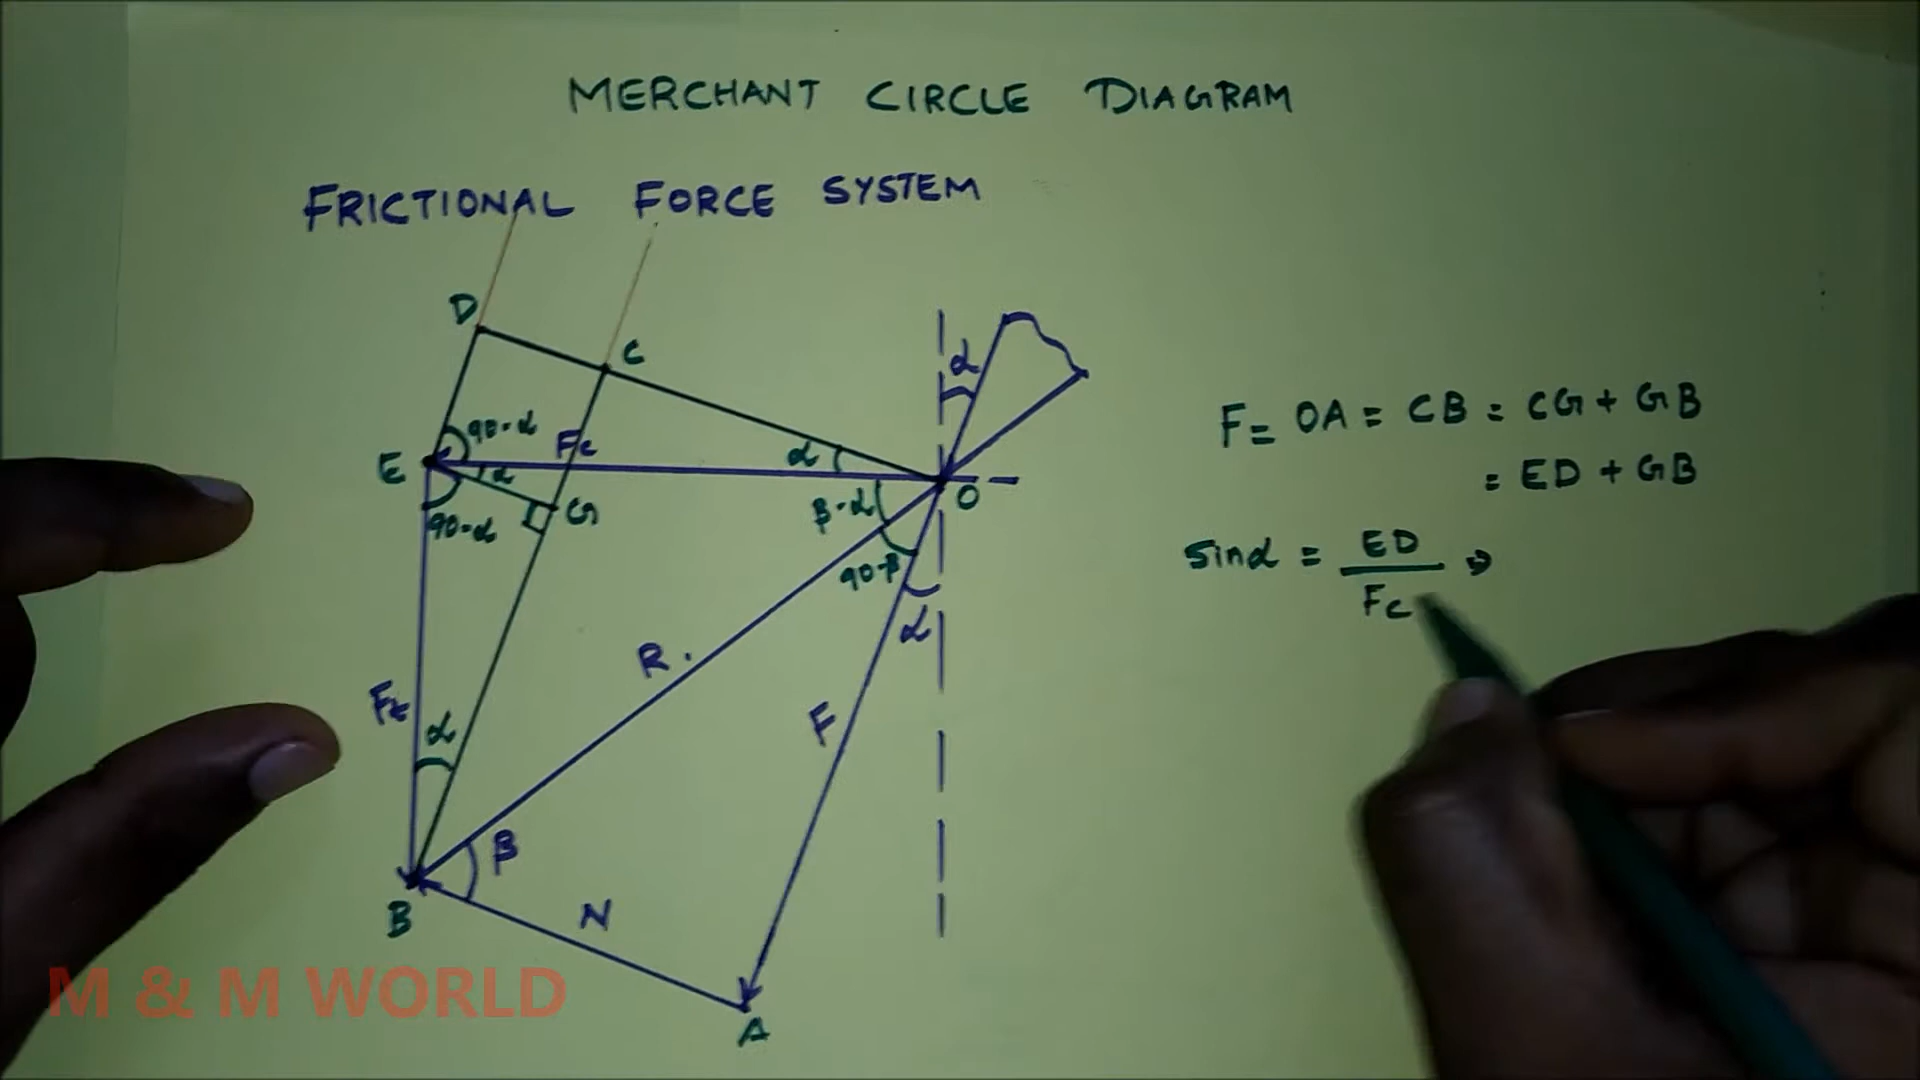 MERCHANT CIRCLE DIAGRAM
FRICTIONAL FORCE SYSTEM
D
C
α
90-α
Fc
E
α
α
G
O
90-α
β-α
90-β
α
R.
Ft
α
F
β
N
B
A
F = OA = CB = CG + GB
= ED + GB
sinα = ED / Fc ⇒
M & M WORLD